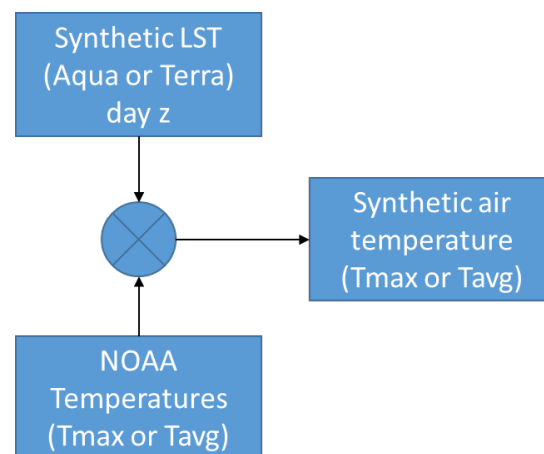 Synthetic LST
(Aqua or Terra)
day z
Synthetic air
temperature
(Tmax or Tavg)
NOAA
Temperatures
(Tmax or Tavg)